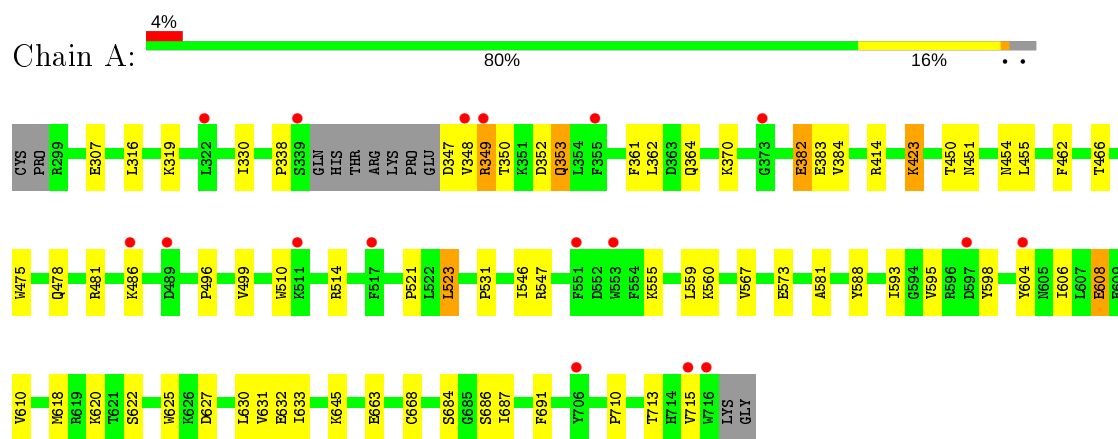 4%
Chain A:
80% 16% • •
CYS PRO R299 E307 L316 K319 L322 I330 P338 S339 GLN HIS THR ARG LYS PRO GLU D347 V348 R349 T350 K351 D352 Q353 L354 F355 F361 L362 D363 Q364 K370 G373 E382 E383 V384 R414 K423 T450 N451 N454 L455 F462 T466
W475 Q478 R481 K486 D489 P496 V499 W510 K511 R514 F517 P521 L522 L523 P531 I546 R547 F551 D552 W553 F554 K555 L559 K560 V567 E573 A581 Y588 I593 G594 V595 R596 D597 Y598 Y604 N605 I606 L607 E608
V610 M618 R619 K620 T621 S622 W625 K626 D627 L630 V631 E632 I633 K645 E663 C668 S684 G685 S686 I687 F691 Y706 P710 T713 H714 V715 W716 LYS GLY